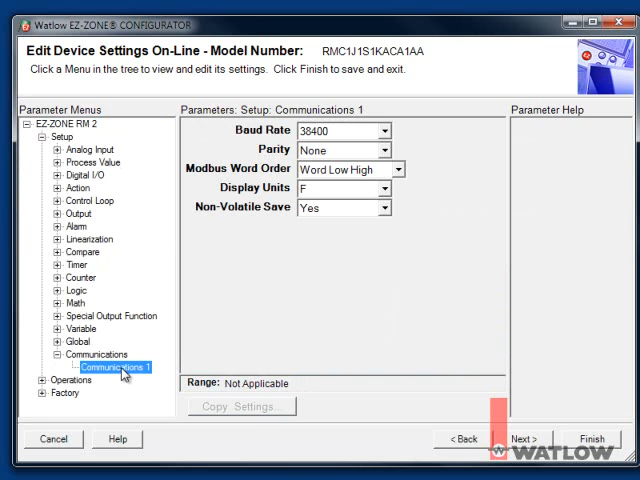 Watlow EZ-ZONE® CONFIGURATOR
Edit Device Settings On-Line - Model Number: RMC1J1S1KACA1AA
Click a Menu in the tree to view and edit its settings. Click Finish to save and exit.
Parameter Menus
EZ-ZONE RM 2
Setup
Analog Input
Process Value
Digital I/O
Action
Control Loop
Output
Alarm
Linearization
Compare
Timer
Counter
Logic
Math
Special Output Function
Variable
Global
Communications
Communications 1
Operations
Factory
Parameters: Setup: Communications 1
Baud Rate 38400
Parity None
Modbus Word Order Word Low High
Display Units F
Non-Volatile Save Yes
Range: Not Applicable
Copy Settings...
Parameter Help
Cancel Help < Back Next > Finish
WATLOW